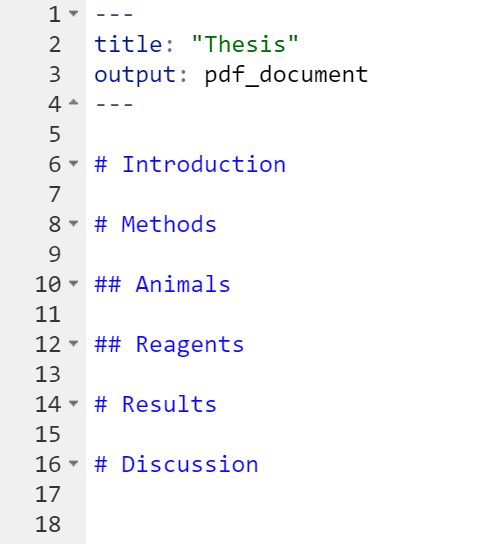 1 ---
2 title: "Thesis"
3 output: pdf_document
4 ---
5
6 # Introduction
7
8 # Methods
9
10 ## Animals
11
12 ## Reagents
13
14 # Results
15
16 # Discussion
17
18